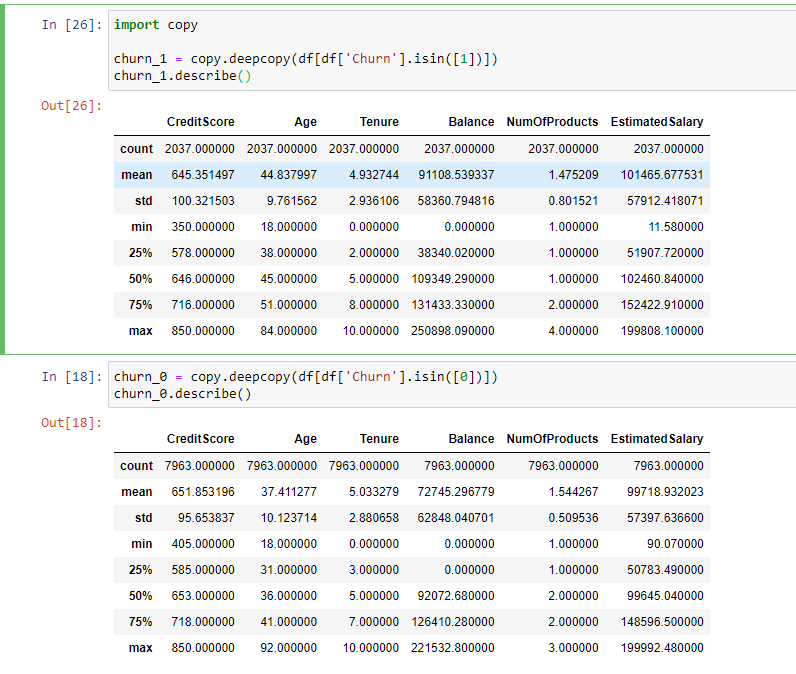 In [26]: import copy
churn_1 = copy.deepcopy(df[df['Churn'].isin([1])])
churn_1.describe()
Out[26]:
CreditScore Age Tenure Balance NumOfProducts EstimatedSalary
count 2037.000000 2037.000000 2037.000000 2037.000000 2037.000000 2037.000000
mean 645.351497 44.837997 4.932744 91108.539337 1.475209 101465.677531
std 100.321503 9.761562 2.936106 58360.794816 0.801521 57912.418071
min 350.000000 18.000000 0.000000 0.000000 1.000000 11.580000
25% 578.000000 38.000000 2.000000 38340.020000 1.000000 51907.720000
50% 646.000000 45.000000 5.000000 109349.290000 1.000000 102460.840000
75% 716.000000 51.000000 8.000000 131433.330000 2.000000 152422.910000
max 850.000000 84.000000 10.000000 250898.090000 4.000000 199808.100000
In [18]: churn_0 = copy.deepcopy(df[df['Churn'].isin([0])])
churn_0.describe()
Out[18]:
CreditScore Age Tenure Balance NumOfProducts EstimatedSalary
count 7963.000000 7963.000000 7963.000000 7963.000000 7963.000000 7963.000000
mean 651.853196 37.411277 5.033279 72745.296779 1.544267 99718.932023
std 95.653837 10.123714 2.880658 62848.040701 0.509536 57397.636600
min 405.000000 18.000000 0.000000 0.000000 1.000000 90.070000
25% 585.000000 31.000000 3.000000 0.000000 1.000000 50783.490000
50% 653.000000 36.000000 5.000000 92072.680000 2.000000 99645.040000
75% 718.000000 41.000000 7.000000 126410.280000 2.000000 148596.500000
max 850.000000 92.000000 10.000000 221532.800000 3.000000 199992.480000